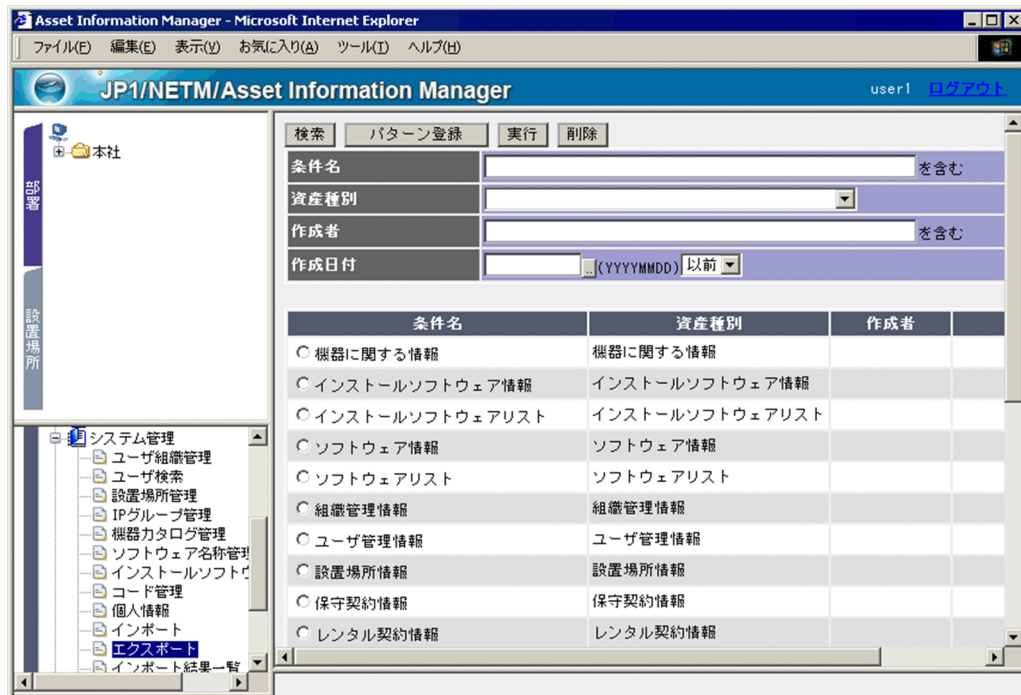 Asset Information Manager - Microsoft Internet Explorer
ファイル(F) 編集(E) 表示(V) お気に入り(A) ツール(T) ヘルプ(H)
JP1/NETM/Asset Information Manager
user1 ログアウト
部署
設置場所
本社
システム管理
ユーザ組織管理
ユーザ検索
設置場所管理
IPグループ管理
機器カタログ管理
ソフトウェア名称管理
インストールソフトウ
コード管理
個人情報
インポート
エクスポート
インポート結果一覧
検索 パターン登録 実行 削除
条件名 を含む
資産種別
作成者 を含む
作成日付 .. (YYYYMMDD) 以前
条件名 資産種別 作成者
機器に関する情報 機器に関する情報
インストールソフトウェア情報 インストールソフトウェア情報
インストールソフトウェアリスト インストールソフトウェアリスト
ソフトウェア情報 ソフトウェア情報
ソフトウェアリスト ソフトウェアリスト
組織管理情報 組織管理情報
ユーザ管理情報 ユーザ管理情報
設置場所情報 設置場所情報
保守契約情報 保守契約情報
レンタル契約情報 レンタル契約情報